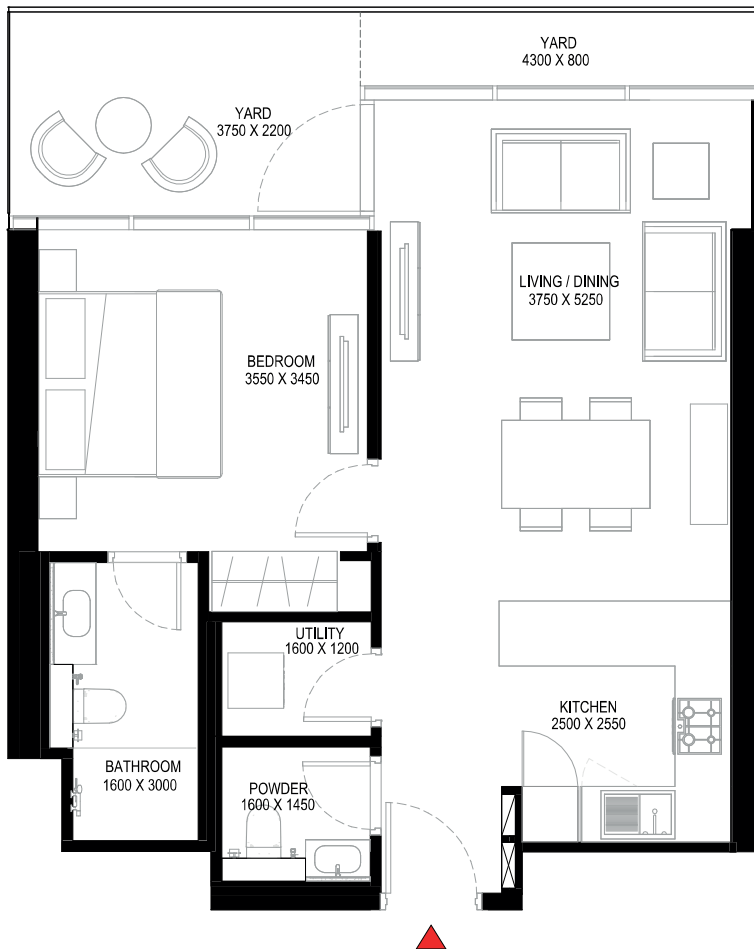 YARD
4300 X 800
YARD
3750 X 2200
LIVING / DINING
3750 X 5250
BEDROOM
3550 X 3450
UTILITY
1600 X 1200
KITCHEN
2500 X 2550
BATHROOM
1600 X 3000
POWDER
1600 X 1450